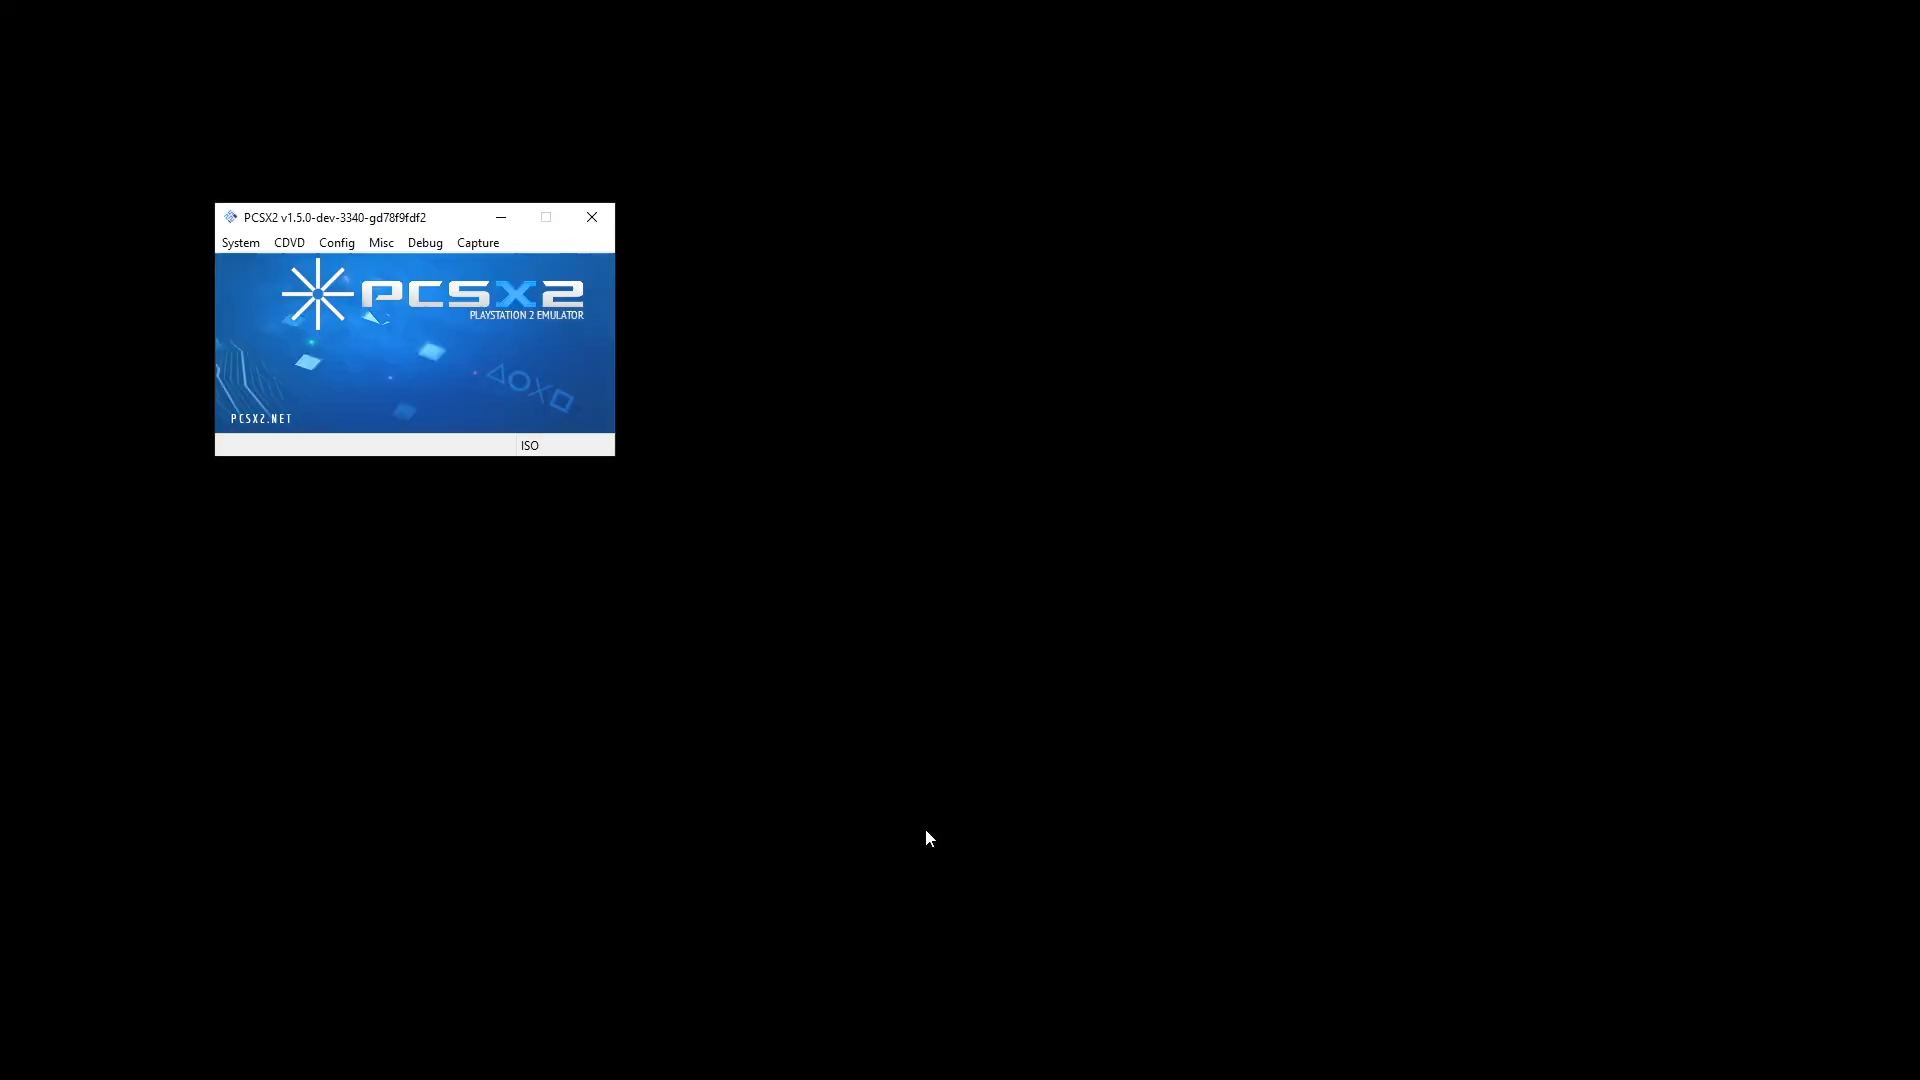 PCSX2 v1.5.0-dev-3340-gd78f9fdf2
System CDVD Config Misc Debug Capture
PCSX2
PLAYSTATION 2 EMULATOR
PCSX2.NET
ISO